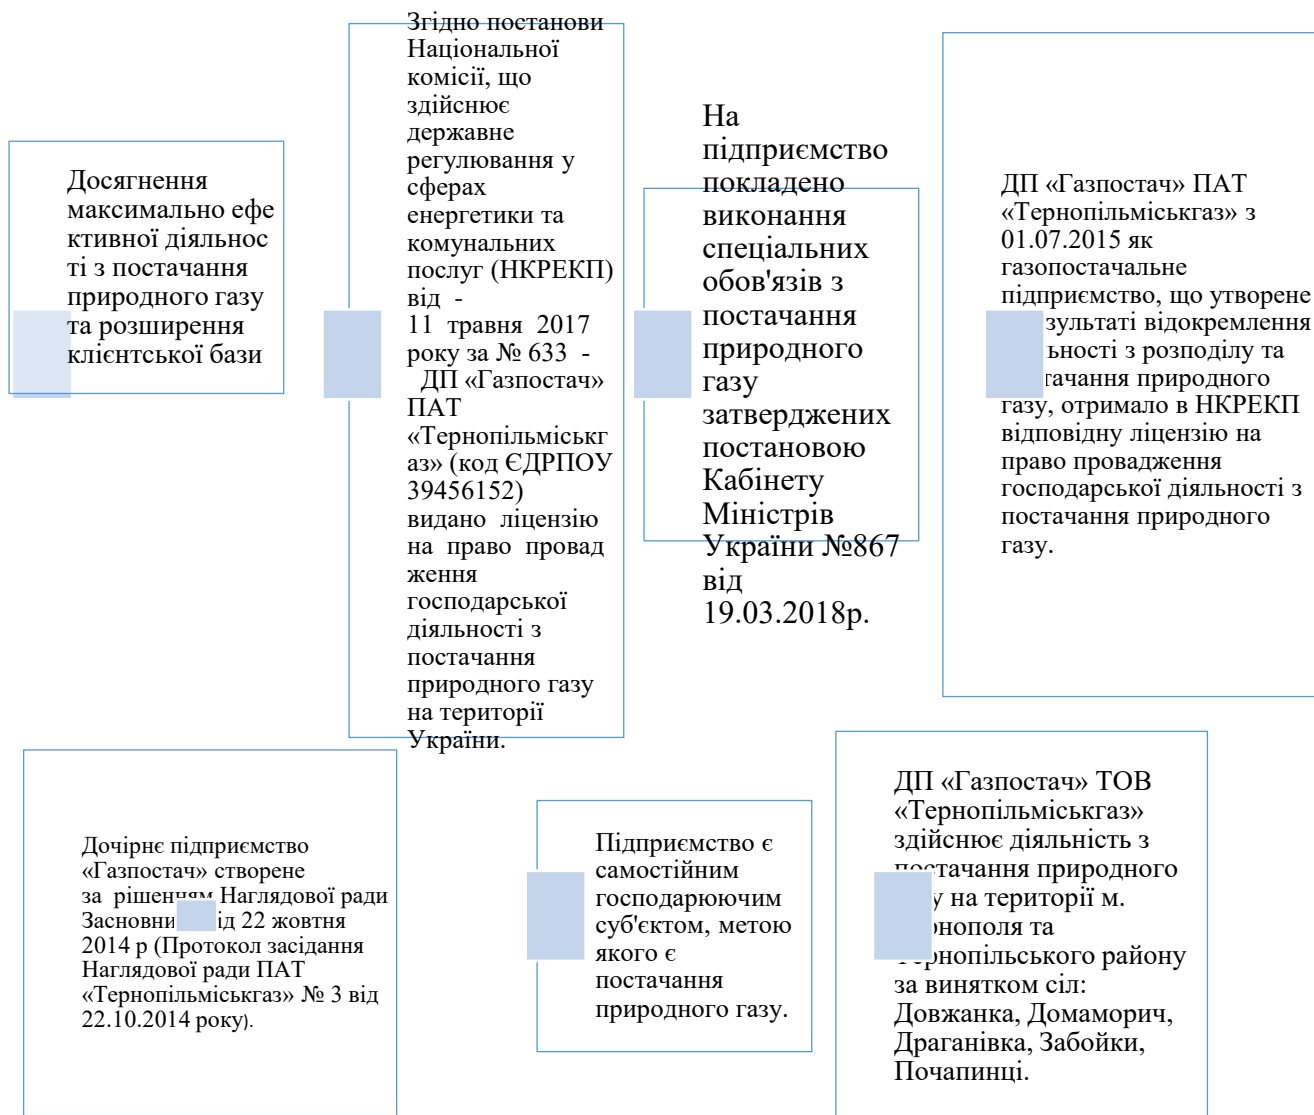 Досягнення
максимально ефе
ктивної діяльнос
ті з постачання
природного газу
та розширення
клієнтської бази
Згідно постанови
Національної
комісії, що
здійснює
державне
регулювання у
сферах
енергетики та
комунальних
послуг (НКРЕКП)
від -
11 травня 2017
року за № 633 -
ДП «Газпостач»
ПАТ
«Тернопільміськг
аз» (код ЄДРПОУ
39456152)
видано ліцензію
на право провад
ження
господарської
діяльності з
постачання
природного газу
на території
України.
На
підприємство
покладено
виконання
спеціальних
обов'язів з
постачання
природного
газу
затверджених
постановою
Кабінету
Міністрів
України №867
від
19.03.2018р.
ДП «Газпостач» ПАТ
«Тернопільміськгаз» з
01.07.2015 як
газопостачальне
підприємство, що утворене
зультаті відокремлення
ьності з розподілу та
тачання природного
газу, отримало в НКРЕКП
відповідну ліцензію на
право провадження
господарської діяльності з
постачання природного
газу.
Дочірнє підприємство
«Газпостач» створене
за рішенням Наглядової ради
Засновни ід 22 жовтня
2014 р (Протокол засідання
Наглядової ради ПАТ
«Тернопільміськгаз» № 3 від
22.10.2014 року).
Підприємство є
самостійним
господарюючим
суб'єктом, метою
якого є
постачання
природного газу.
ДП «Газпостач» ТОВ
«Тернопільміськгаз»
здійснює діяльність з
постачання природного
у на території м.
рнополя та
Тернопільського району
за винятком сіл:
Довжанка, Домаморич,
Драганівка, Забойки,
Почапинці.